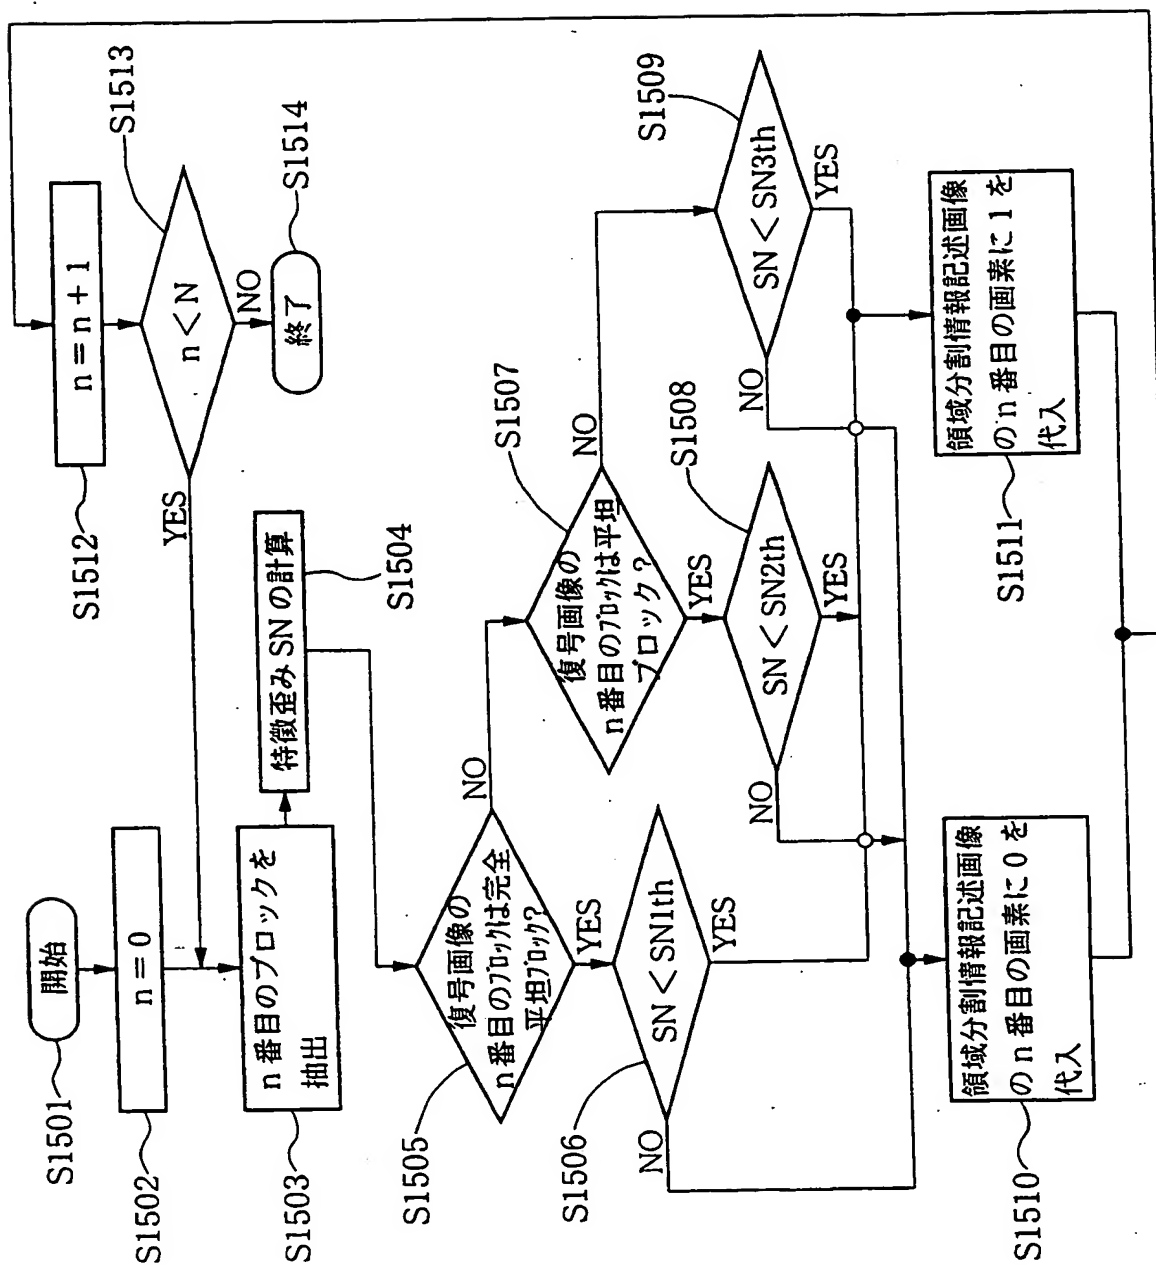 S1501
開始
S1502
n＝0
S1503
n番目のブロックを
抽出
S1504
特徴歪みSNの計算
S1505
復号画像の
n番目のブロックは完全
平坦ブロック？
YES
NO
S1506
SN＜SN1th
YES
NO
S1507
復号画像の
n番目のブロックは平坦
ブロック？
YES
NO
S1508
SN＜SN2th
YES
NO
S1509
SN＜SN3th
YES
NO
S1510
領域分割情報記述画像
のn番目の画素に0を
代入
S1511
領域分割情報記述画像
のn番目の画素に1を
代入
S1512
n＝n＋1
S1513
n＜N
YES
NO
S1514
終了